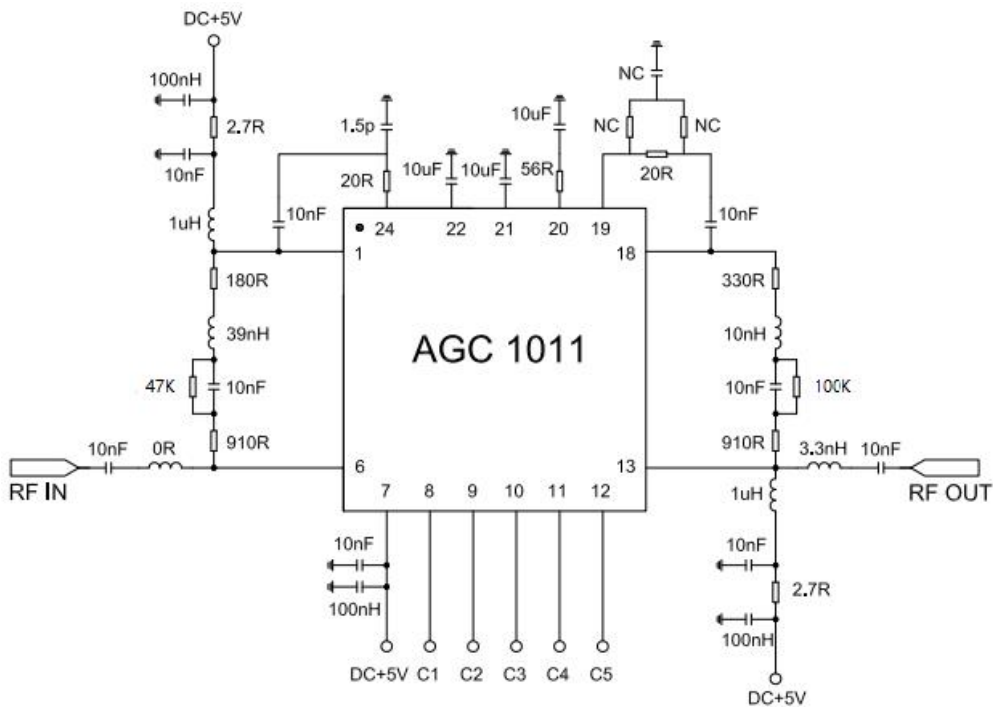 DC+5V
100nH
2.7R
10nF
1uH
180R
39nH
47K
10nF
910R
10nF
0R
RF IN
10nF
1.5p
20R
10uF
10uF
10uF
56R
NC
NC
NC
20R
10nF
24
22
21
20
19
1
18
AGC 1011
6
13
7
8
9
10
11
12
330R
10nH
10nF
100K
910R
3.3nH
10nF
RF OUT
1uH
10nF
2.7R
100nH
DC+5V
10nF
100nH
DC+5V
C1
C2
C3
C4
C5